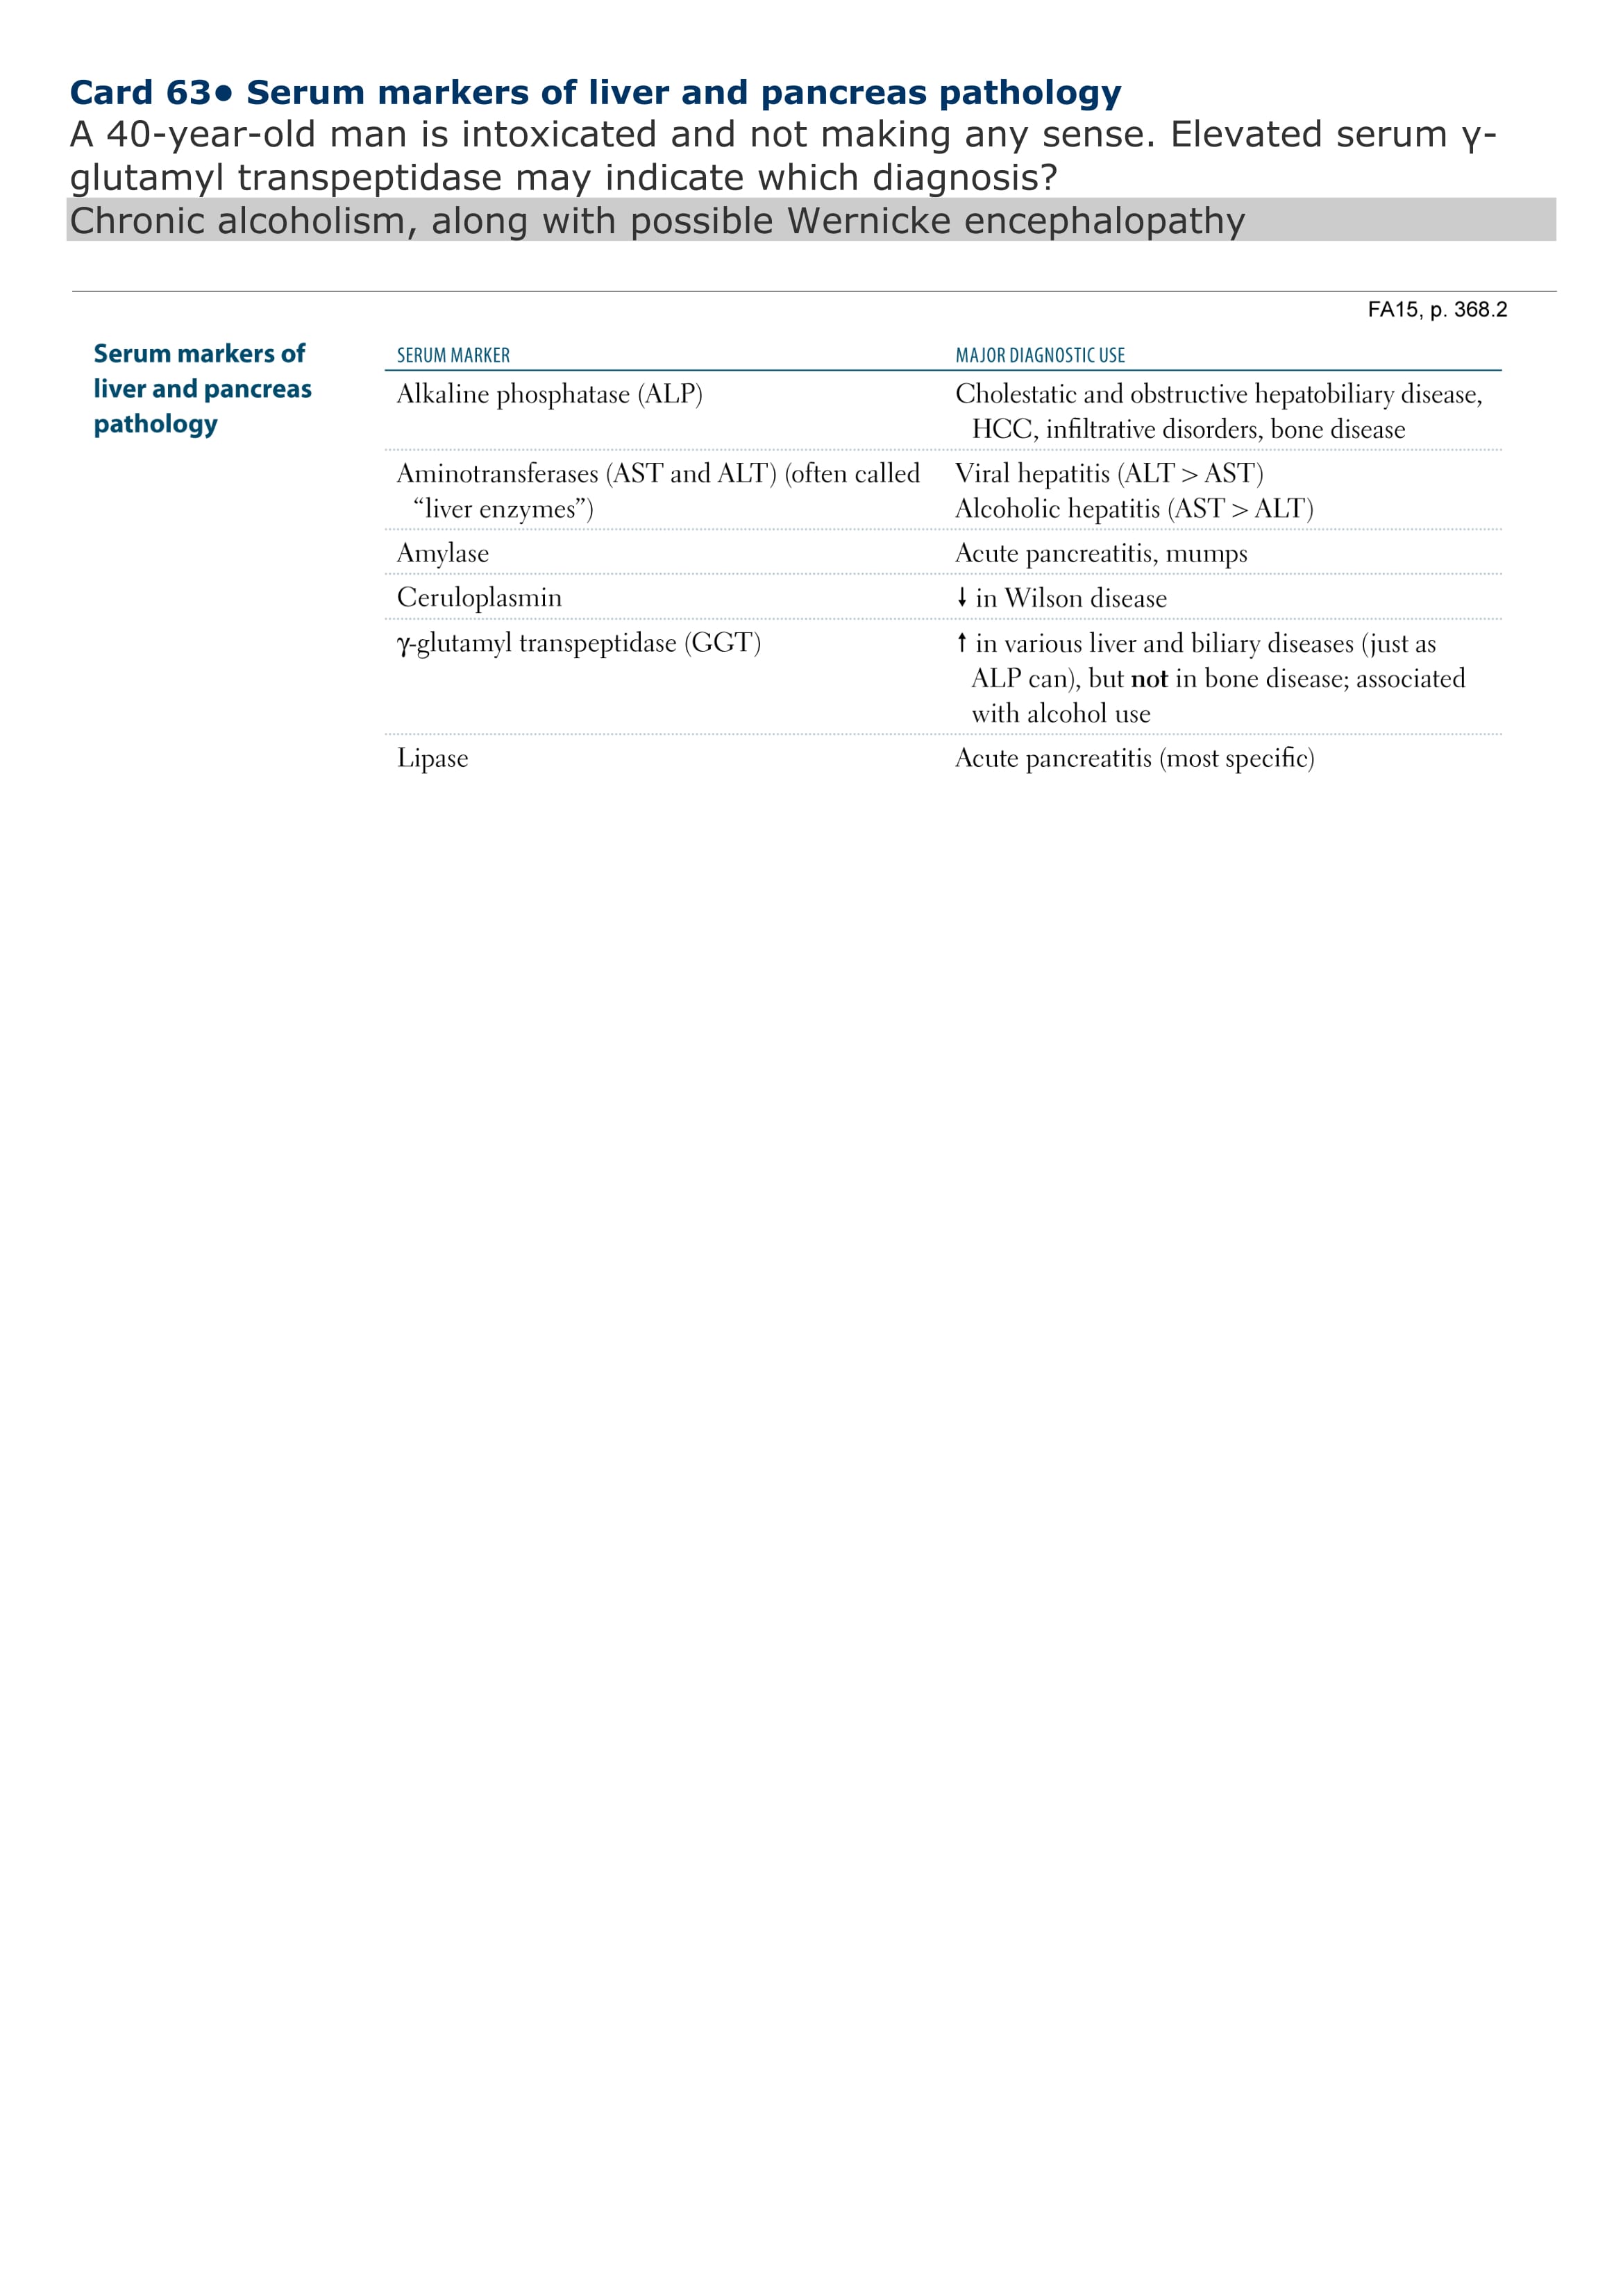 Card 63• Serum markers of liver and pancreas pathology
A 40-year-old man is intoxicated and not making any sense. Elevated serum γ-
glutamyl transpeptidase may indicate which diagnosis?
Chronic alcoholism, along with possible Wernicke encephalopathy
FA15, p. 368.2
Serum markers of
liver and pancreas
pathology
SERUM MARKER MAJOR DIAGNOSTIC USE
Alkaline phosphatase (ALP) Cholestatic and obstructive hepatobiliary disease,
HCC, infiltrative disorders, bone disease
Aminotransferases (AST and ALT) (often called Viral hepatitis (ALT > AST)
“liver enzymes”) Alcoholic hepatitis (AST > ALT)
Amylase Acute pancreatitis, mumps
Ceruloplasmin ↓ in Wilson disease
γ-glutamyl transpeptidase (GGT) ↑ in various liver and biliary diseases (just as
ALP can), but not in bone disease; associated
with alcohol use
Lipase Acute pancreatitis (most specific)